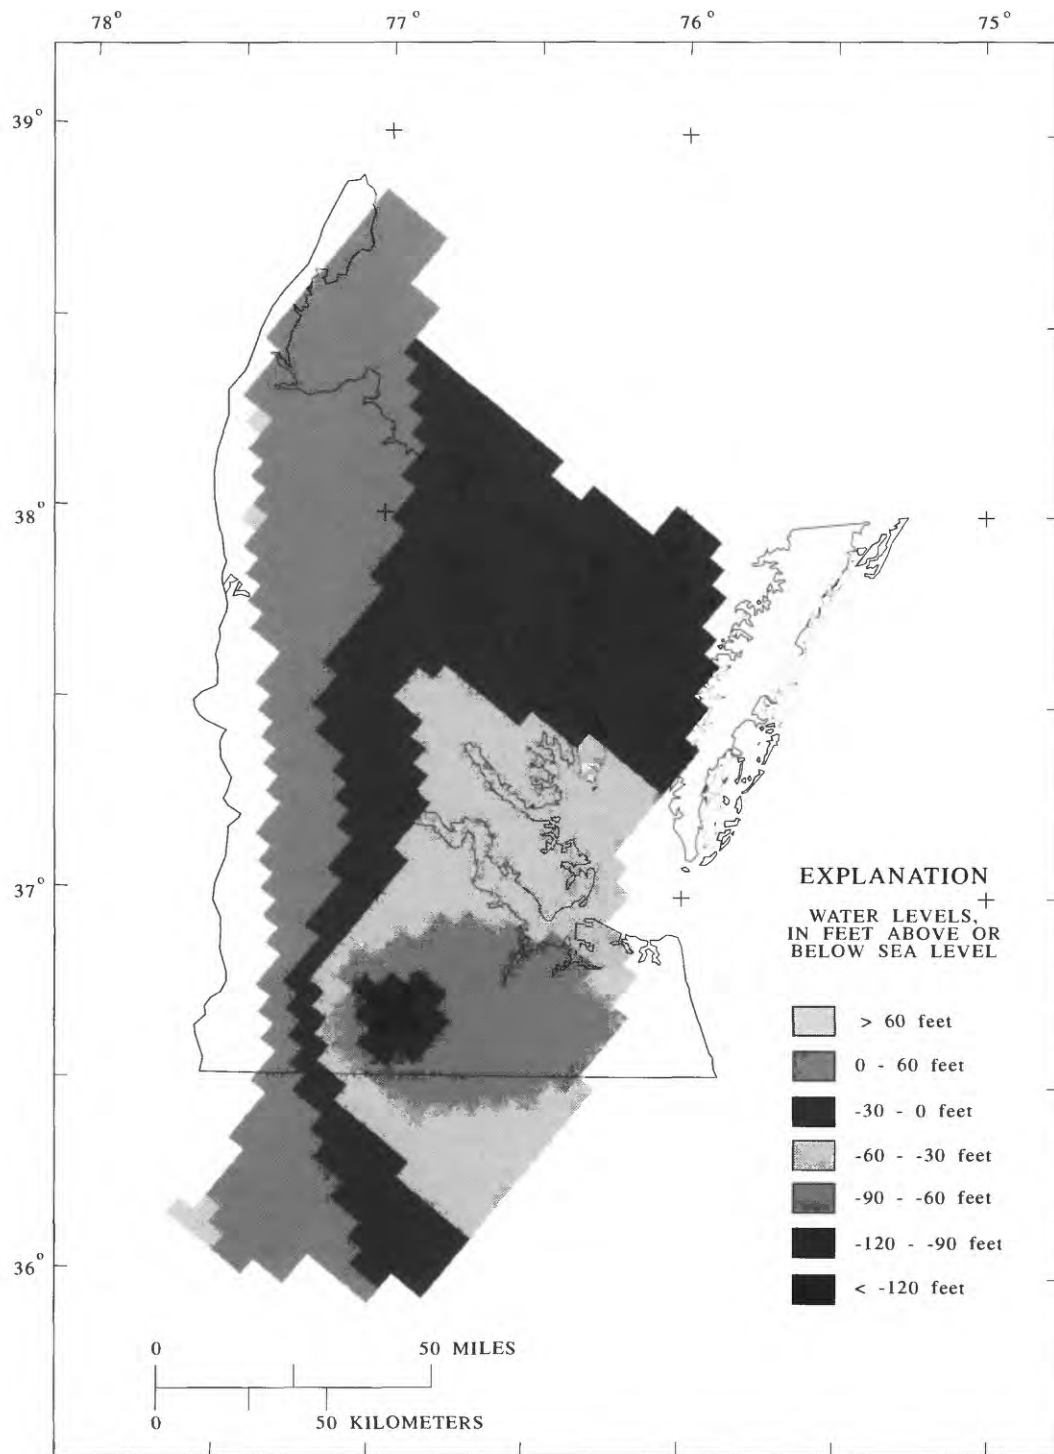 78° 77° 76° 75°
39°
38°
37°
36°
EXPLANATION
WATER LEVELS,
IN FEET ABOVE OR
BELOW SEA LEVEL
> 60 feet
0 - 60 feet
-30 - 0 feet
-60 - -30 feet
-90 - -60 feet
-120 - -90 feet
< -120 feet
0 50 MILES
0 50 KILOMETERS